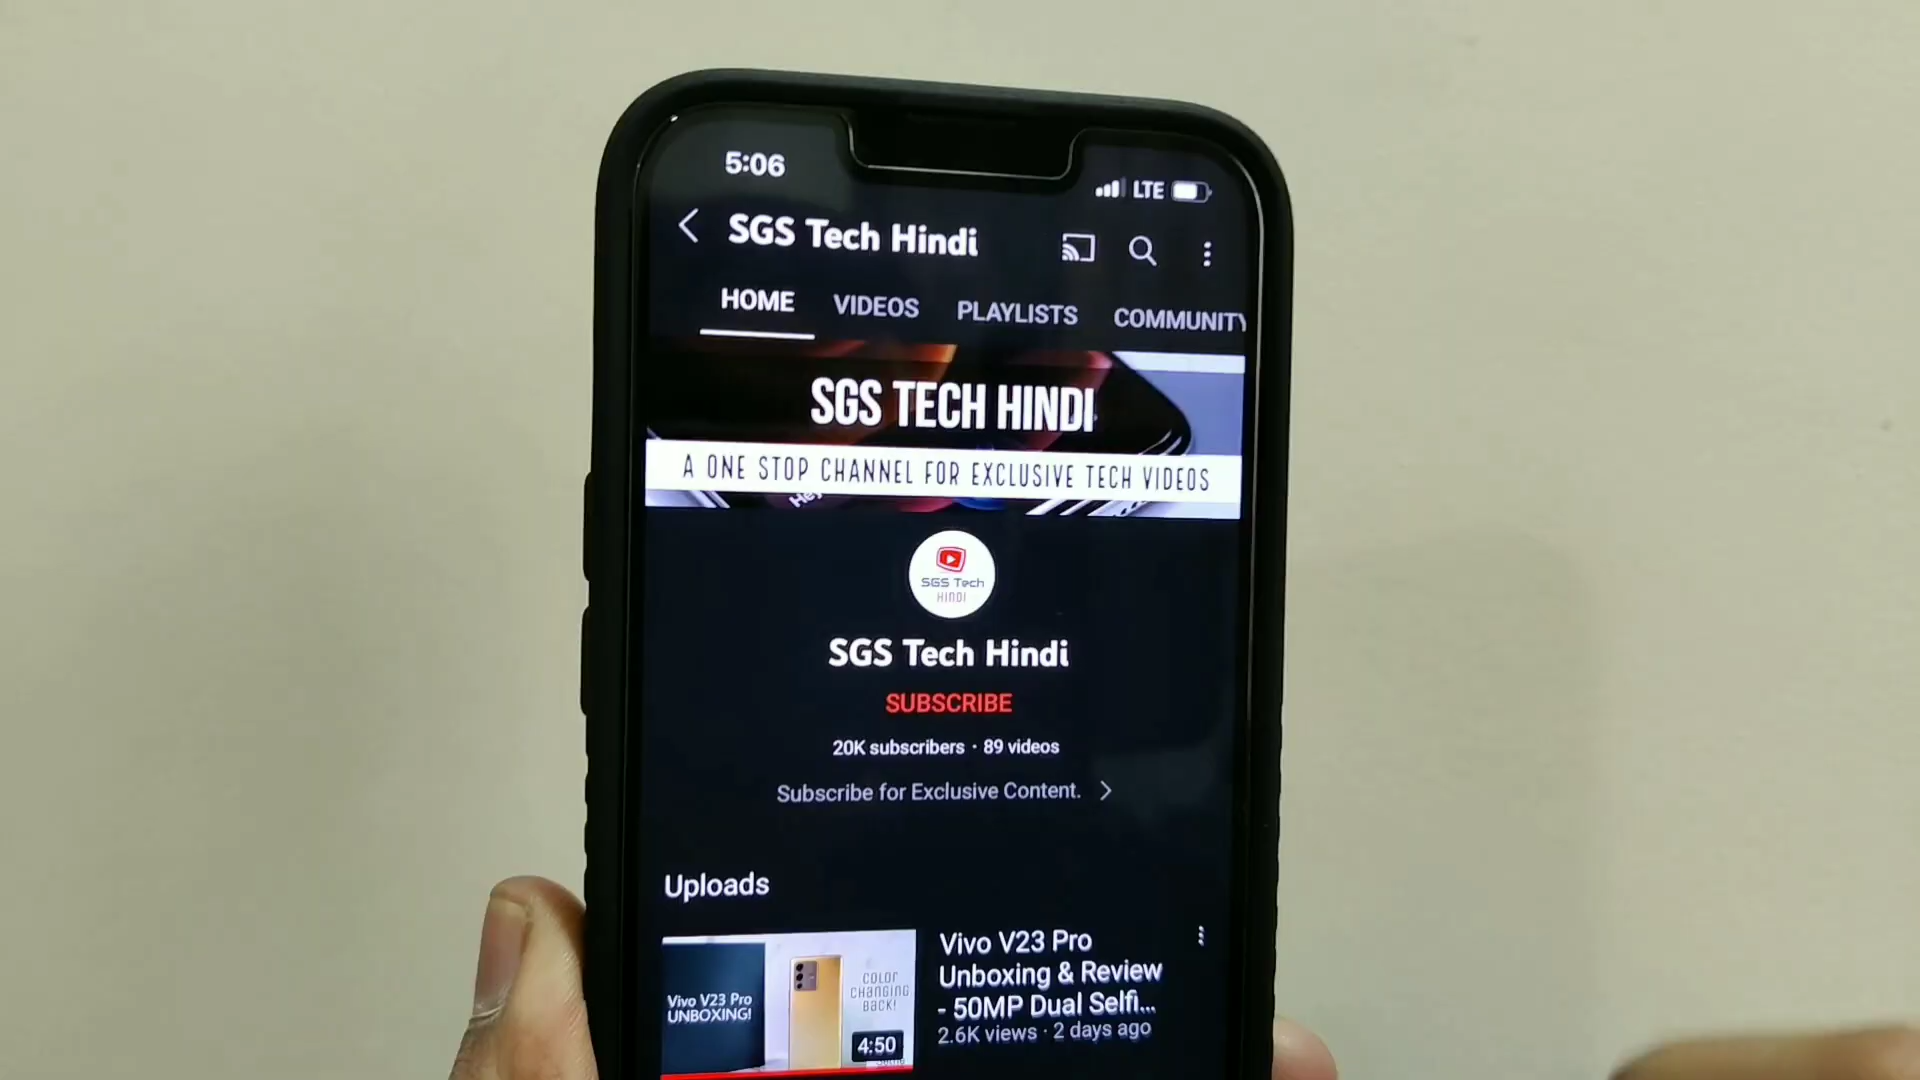 5:06
LTE
SGS Tech Hindi
HOME VIDEOS PLAYLISTS COMMUNITY
SGS TECH HINDI
A ONE STOP CHANNEL FOR EXCLUSIVE TECH VIDEOS
Hey
SGS Tech
HINDI
SGS Tech Hindi
SUBSCRIBE
20K subscribers · 89 videos
Subscribe for Exclusive Content.
Uploads
Vivo V23 Pro
UNBOXING!
COLOR
CHANGING
BACK!
4:50
Vivo V23 Pro
Unboxing & Review
- 50MP Dual Selfi...
2.6K views · 2 days ago